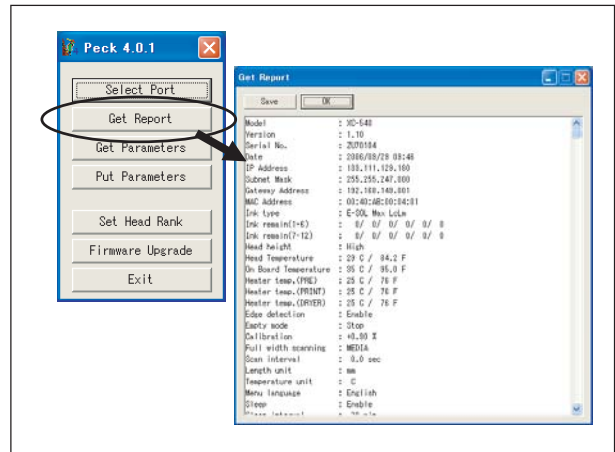 Peck 4.0.1
Select Port
Get Report
Get Parameters
Put Parameters
Set Head Rank
Firmware Upgrade
Exit
Get Report
Save OK
Model : XC-540
Version : 1.10
Serial No. : ZU70104
Date : 2006/08/29 09:46
IP Address
Subnet Mask : 255.255.247.000
Gateway Address : 192.168.149.001
MAC Address
Ink type : E-SOL Max LcLm
Ink remain(1-6) : 0/ 0/ 0/ 0/ 0/ 0
Ink remain(7-12) : 0/ 0/ 0/ 0/ 0/ 0
Head height : High
Head Temperature : 29 C / 84.2 F
On Board Temperature : 35 C / 95.0 F
Heater temp.(PRE) : 25 C / 76 F
Heater temp.(PRINT) : 25 C / 76 F
Heater temp.(DRYER) : 25 C / 76 F
Edge detection : Enable
Empty mode : Stop
Calibration : +0.00 %
Full width scanning : MEDIA
Scan interval : 0.0 sec
Length unit : mm
Temperature unit : C
Menu language : English
Sleep : Enable